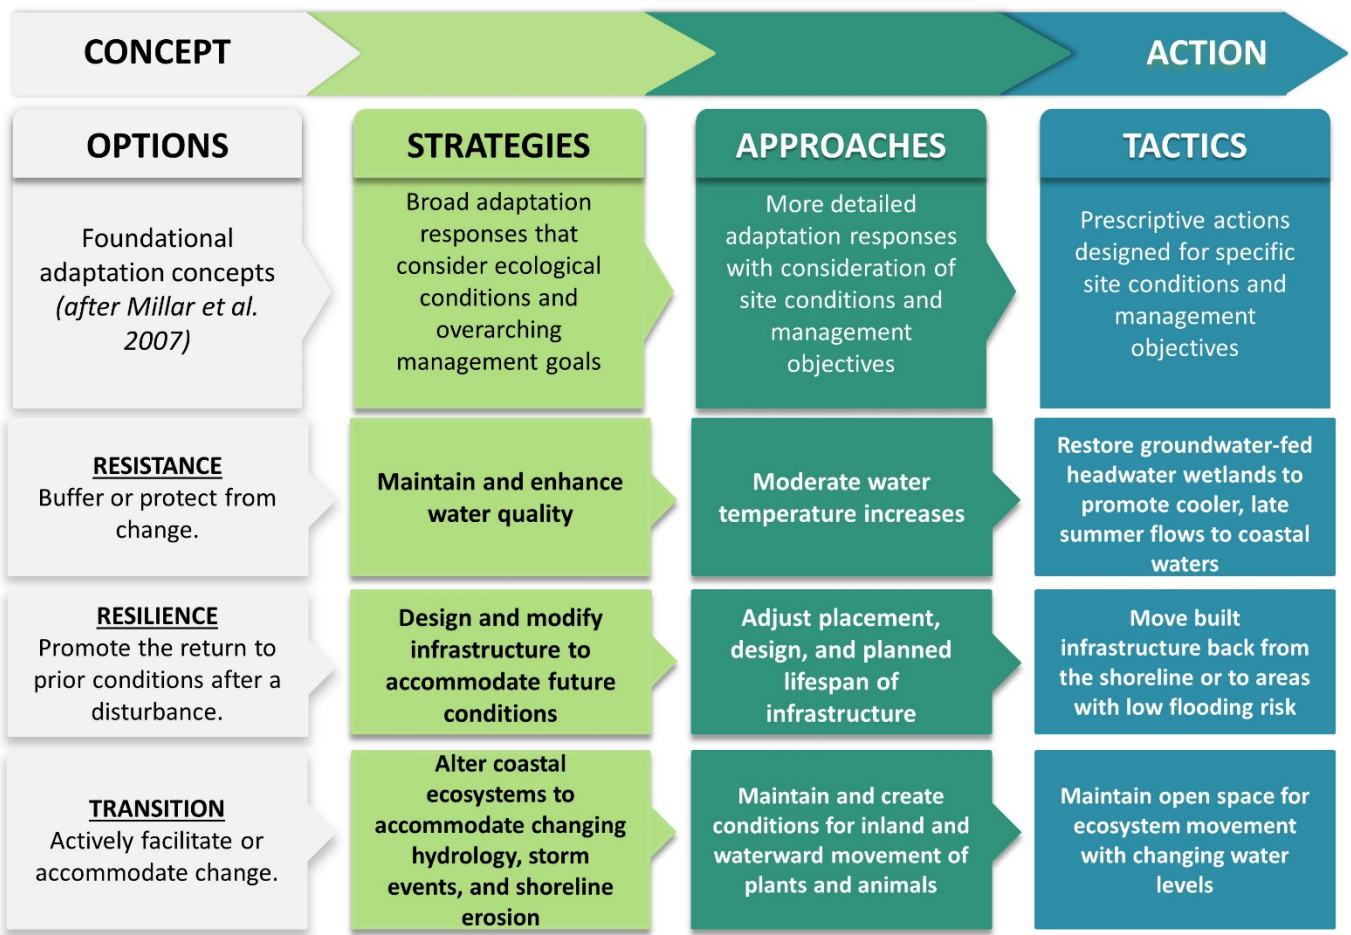 CONCEPT
ACTION
OPTIONS
Foundational
adaptation concepts
(after Millar et al.
2007)
STRATEGIES
Broad adaptation
responses that
consider ecological
conditions and
overarching
management goals
APPROACHES
More detailed
adaptation responses
with consideration of
site conditions and
management
objectives
TACTICS
Prescriptive actions
designed for specific
site conditions and
management
objectives
RESISTANCE
Buffer or protect from
change.
Maintain and enhance
water quality
Moderate water
temperature increases
Restore groundwater-fed
headwater wetlands to
promote cooler, late
summer flows to coastal
waters
RESILIENCE
Promote the return to
prior conditions after a
disturbance.
Design and modify
infrastructure to
accommodate future
conditions
Adjust placement,
design, and planned
lifespan of
infrastructure
Move built
infrastructure back from
the shoreline or to areas
with low flooding risk
TRANSITION
Actively facilitate or
accommodate change.
Alter coastal
ecosystems to
accommodate changing
hydrology, storm
events, and shoreline
erosion
Maintain and create
conditions for inland and
waterward movement of
plants and animals
Maintain open space for
ecosystem movement
with changing water
levels